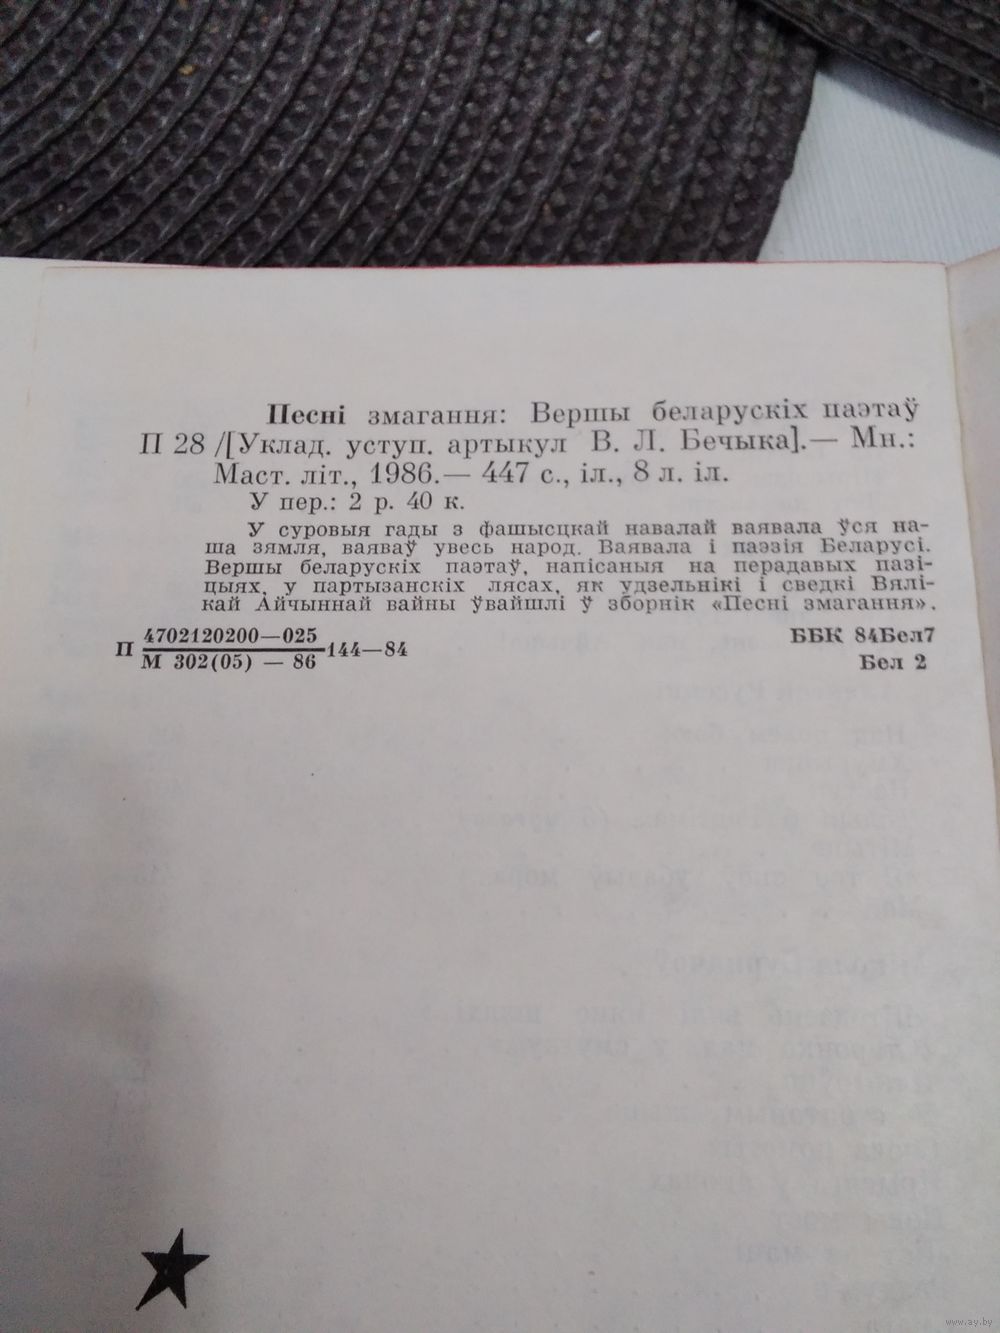 Песні змагання: Вершы беларускіх паэтаў
П 28 /[Уклад. уступ. артыкул В. Л. Бечыка].— Мн.:
Маст. літ., 1986.— 447 с., іл., 8 л. іл.
У пер.: 2 р. 40 к.
У суровыя гады з фашысцкай навалай ваявала ўся на-
ша зямля, ваяваў увесь народ. Ваявала і паэзія Беларусі.
Вершы беларускіх паэтаў, напісаныя на перадавых пазі-
цыях, у партызанскіх лясах, як удзельнікі і сведкі Вялі-
кай Айчыннай вайны ўвайшлі ў зборнік «Песні змагання».
П 4702120200—025 144—84
М 302(05) — 86
ББК 84Бел7
Бел 2
www.ay.by